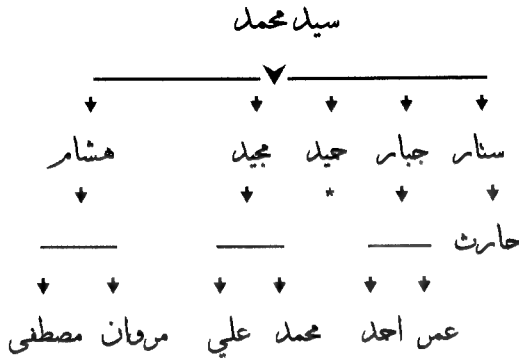 سيد محمد
ستار جبار حميد مجيد هشام
*
حارث
عمر احمد محمد علي مروان مصطفى